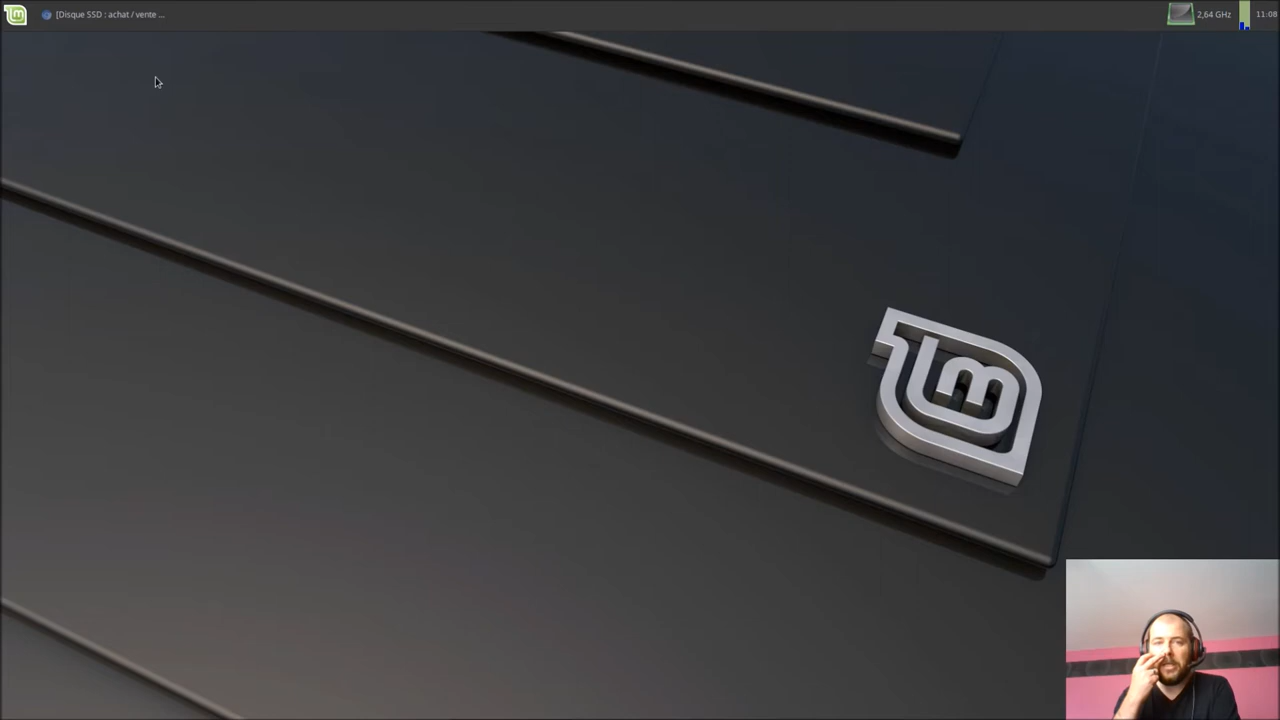 [Disque SSD : achat / vente ...
2,64 GHz
11:08